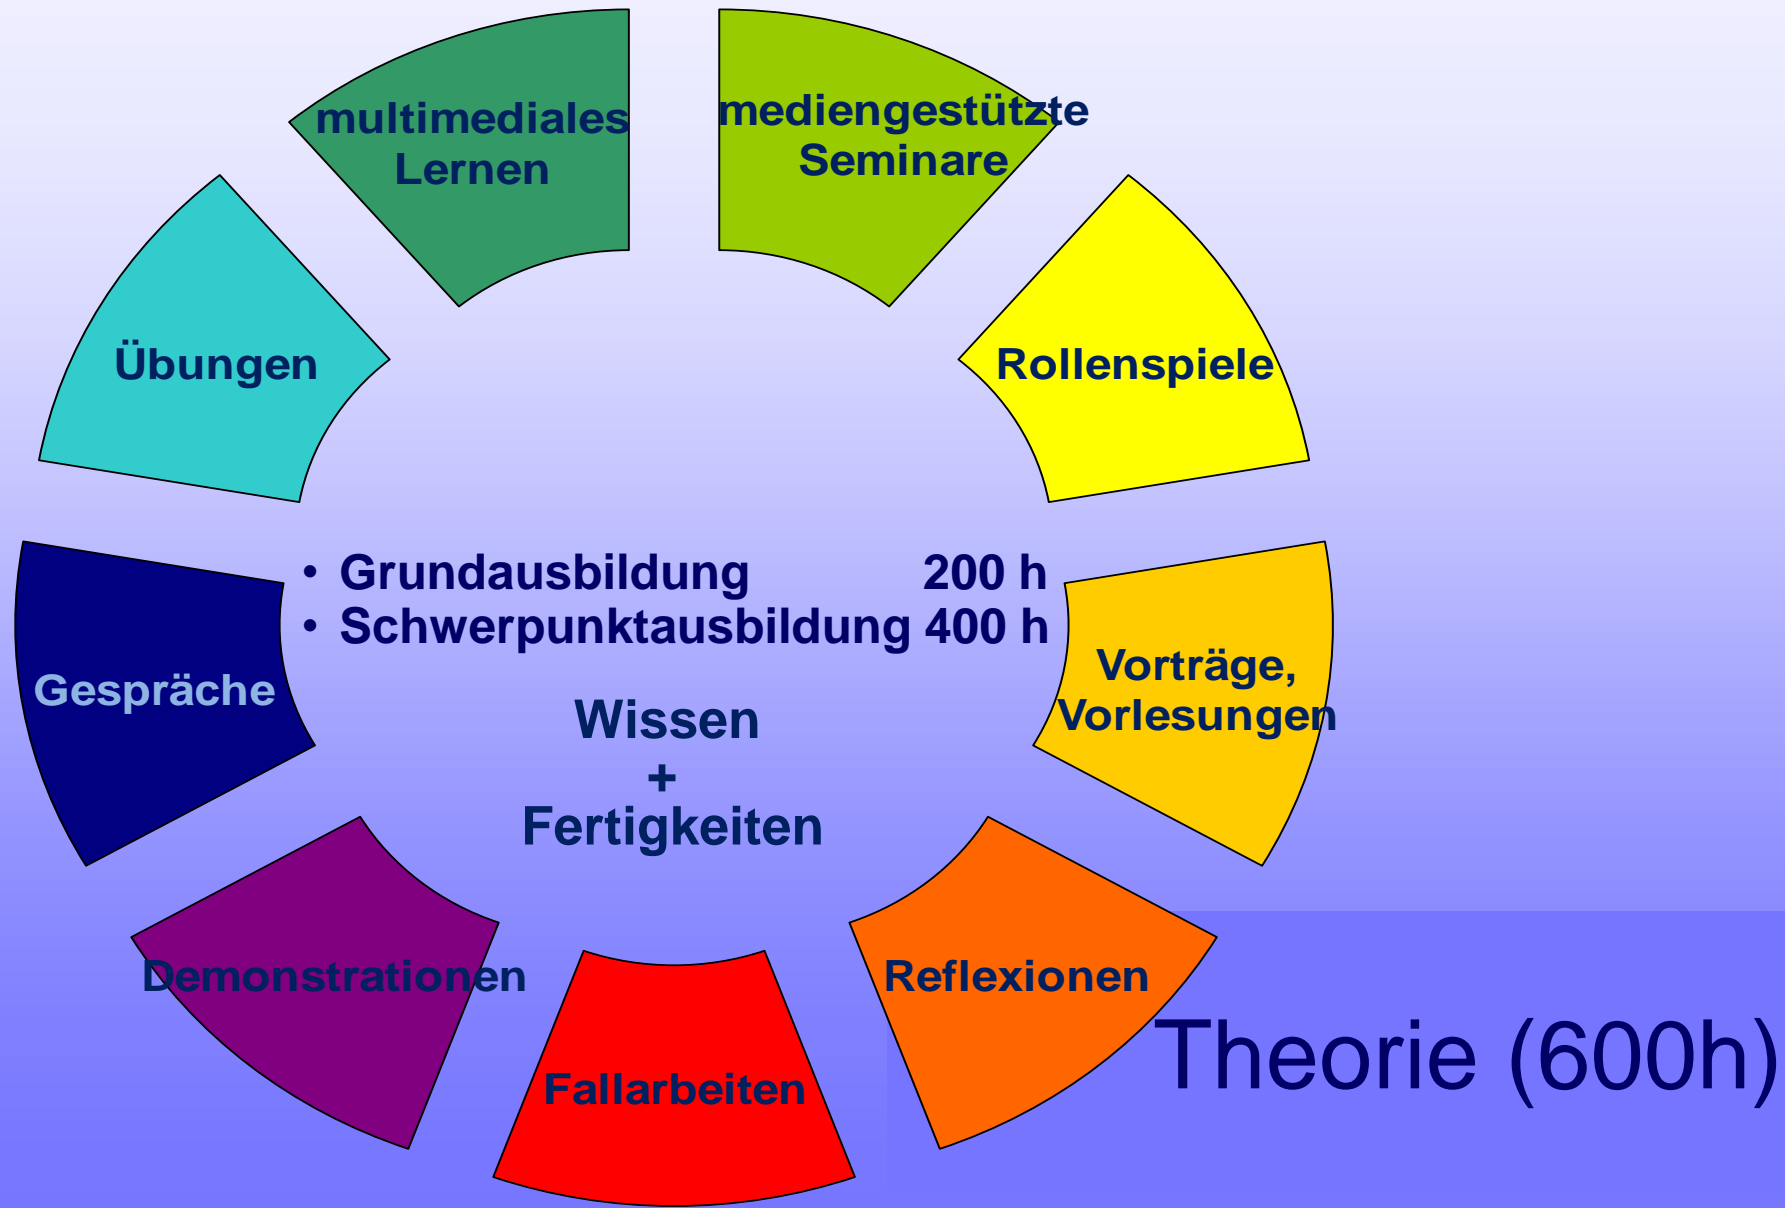 multimediales
Lernen
mediengestützte
Seminare
Übungen
Rollenspiele
• Grundausbildung 200 h
• Schwerpunktausbildung 400 h
Gespräche
Vorträge,
Vorlesungen
Wissen
+
Fertigkeiten
Demonstrationen
Reflexionen
Fallarbeiten
Theorie (600h)